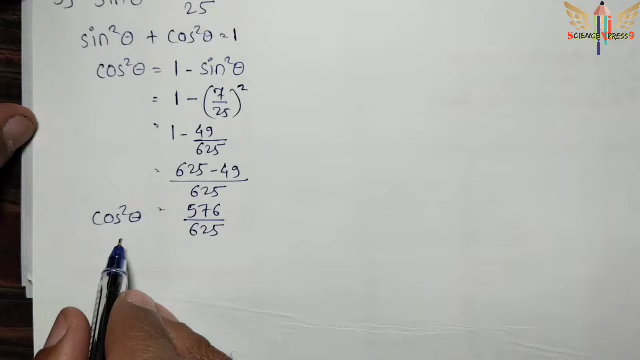 sinθ
25
sin²θ + cos²θ = 1
cos²θ = 1 - sin²θ
= 1 - (7/25)²
= 1 - 49/625
= 625 - 49/625
cos²θ = 576/625
SCIENCEXPRESS9